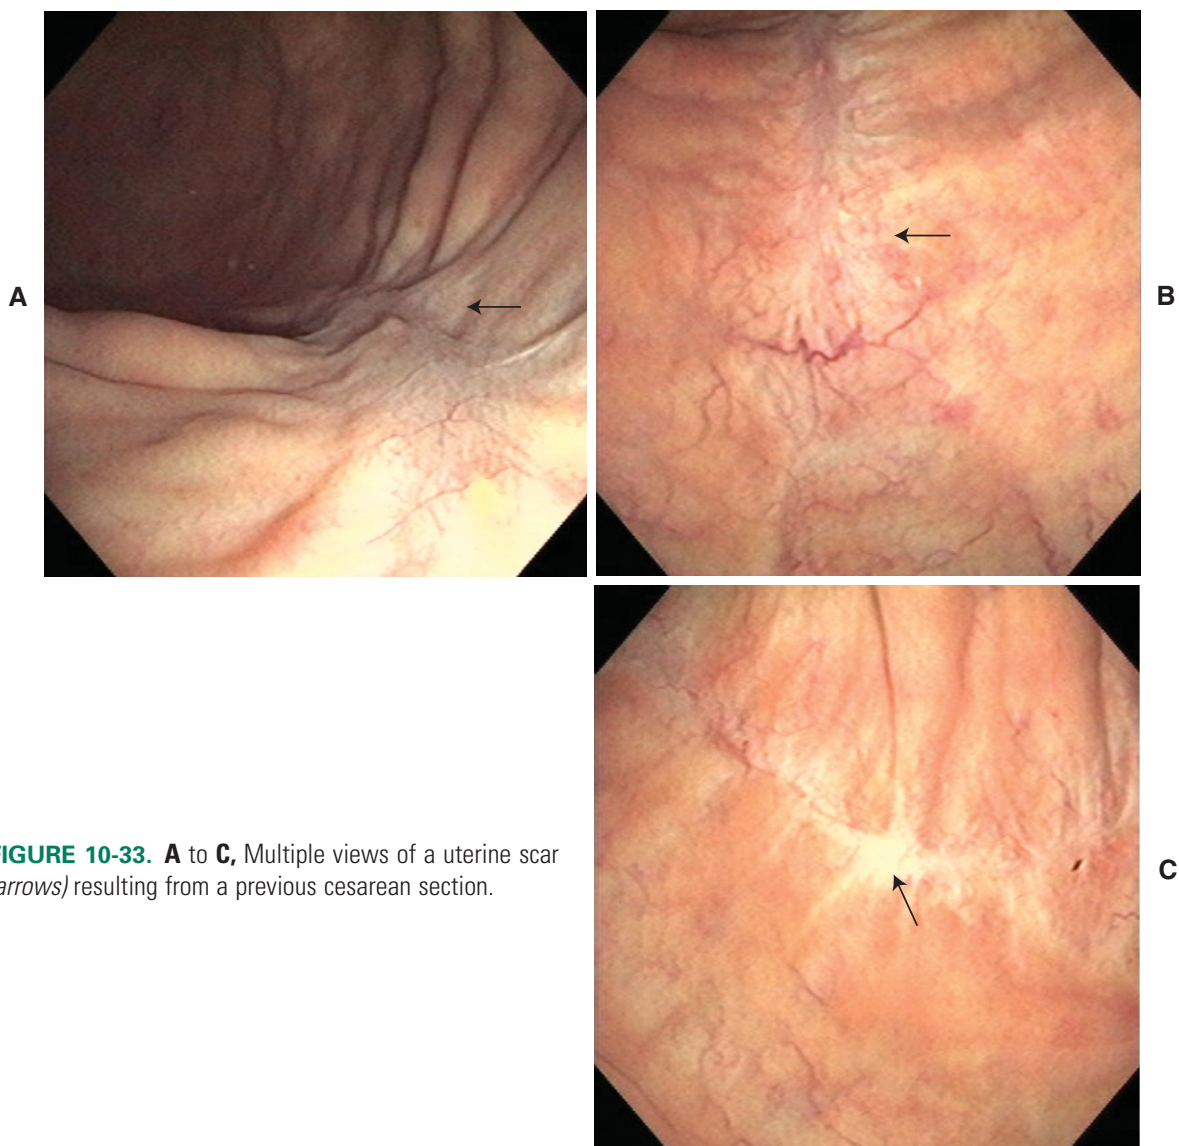 A
B
C
FIGURE 10-33. A to C, Multiple views of a uterine scar
arrows) resulting from a previous cesarean section.